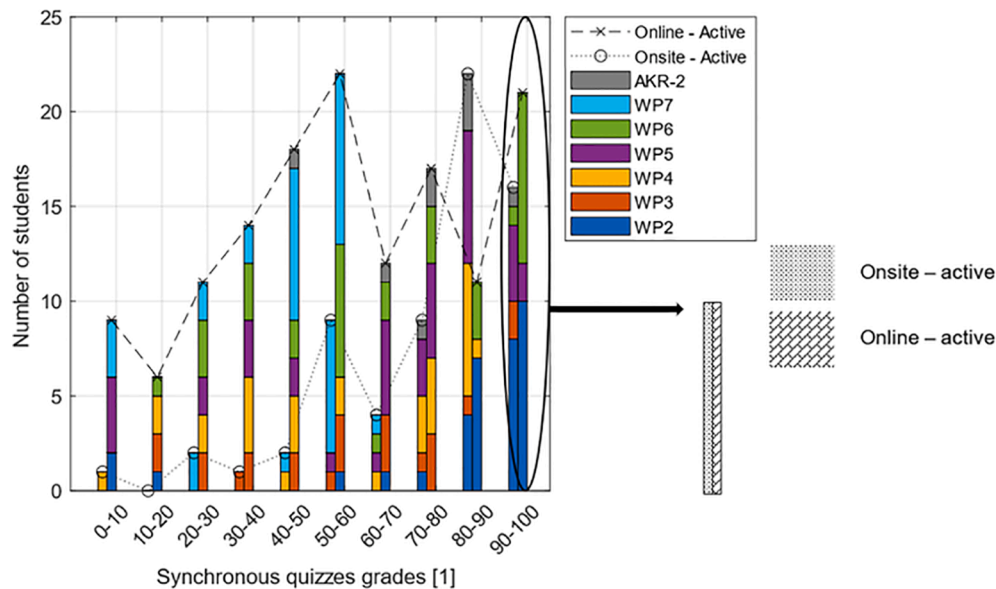 25
20
15
10
5
0
Number of students
0-10
10-20
20-30
30-40
40-50
50-60
60-70
70-80
80-90
90-100
Synchronous quizzes grades [1]
Online - Active
Onsite - Active
AKR-2
WP7
WP6
WP5
WP4
WP3
WP2
Onsite – active
Online – active